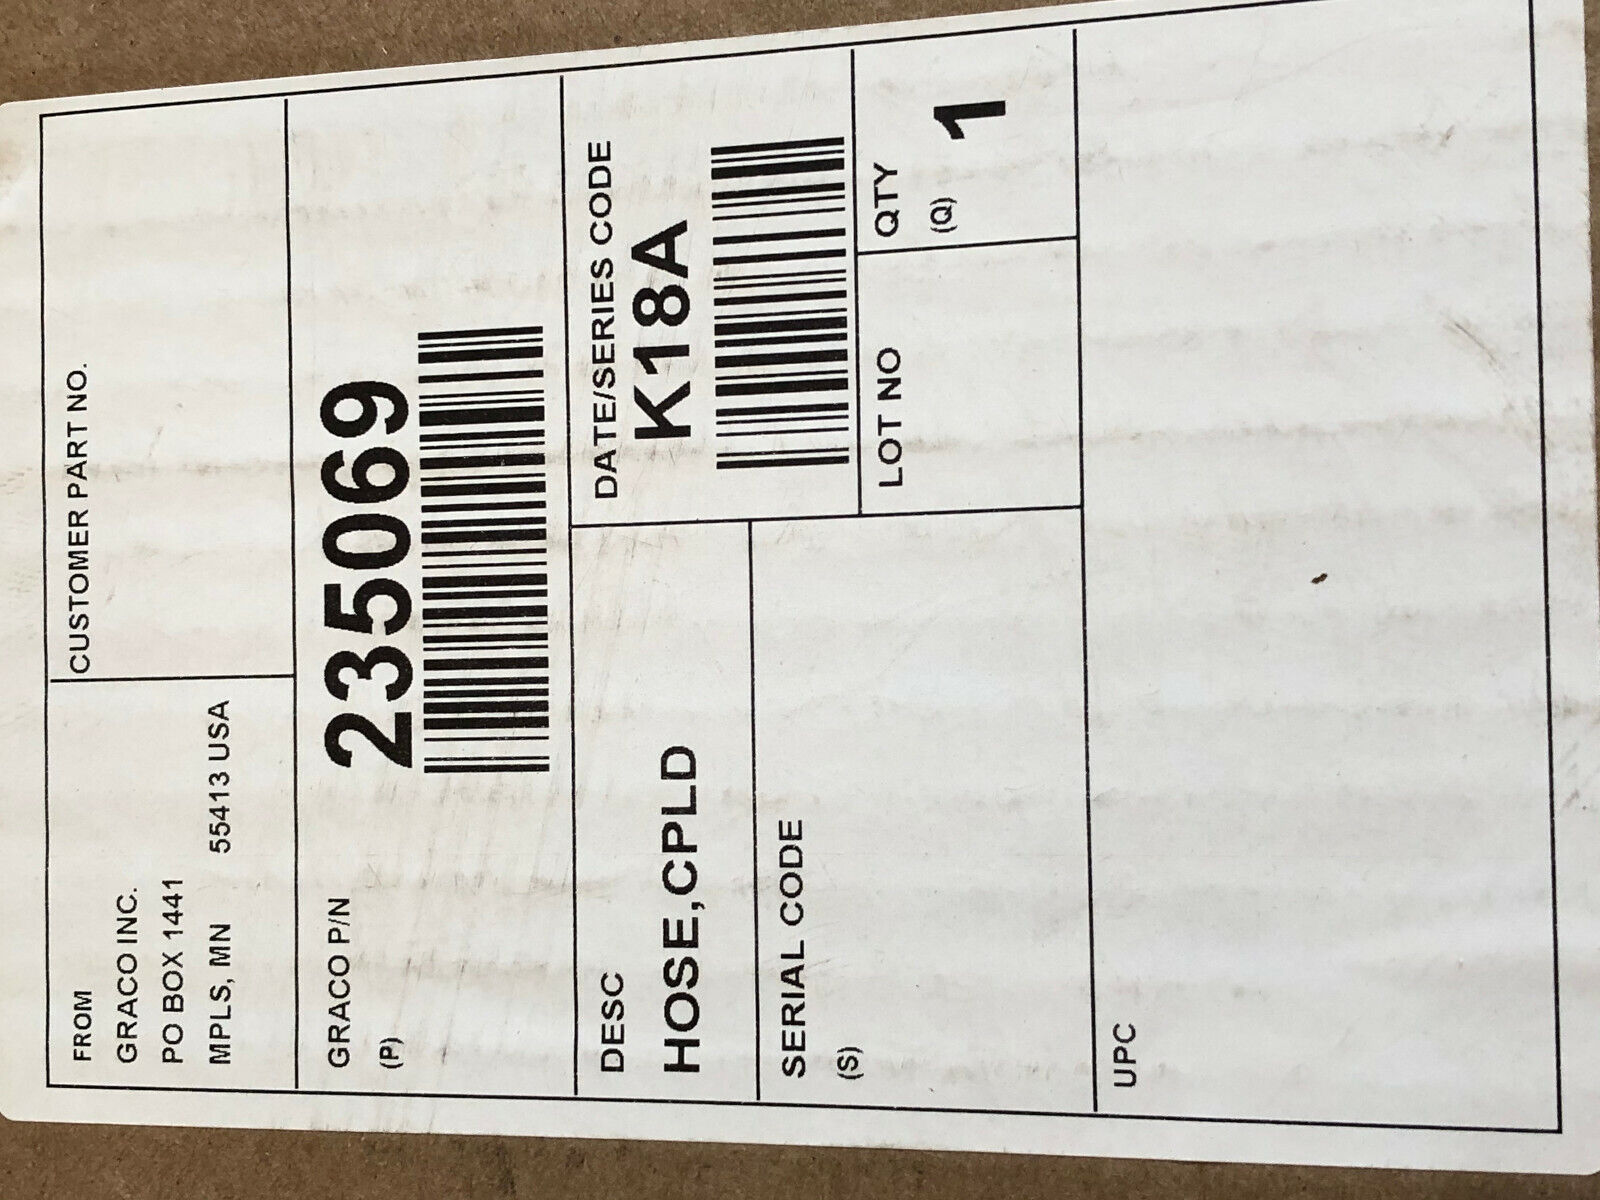 FROM
GRACO INC.
PO BOX 1441
MPLS, MN 55413 USA
CUSTOMER PART NO.
GRACO P/N
(P)
235069
DESC
HOSE,CPLD
DATE/SERIES CODE
K18A
SERIAL CODE
(S)
LOT NO
QTY
(Q)
1
UPC